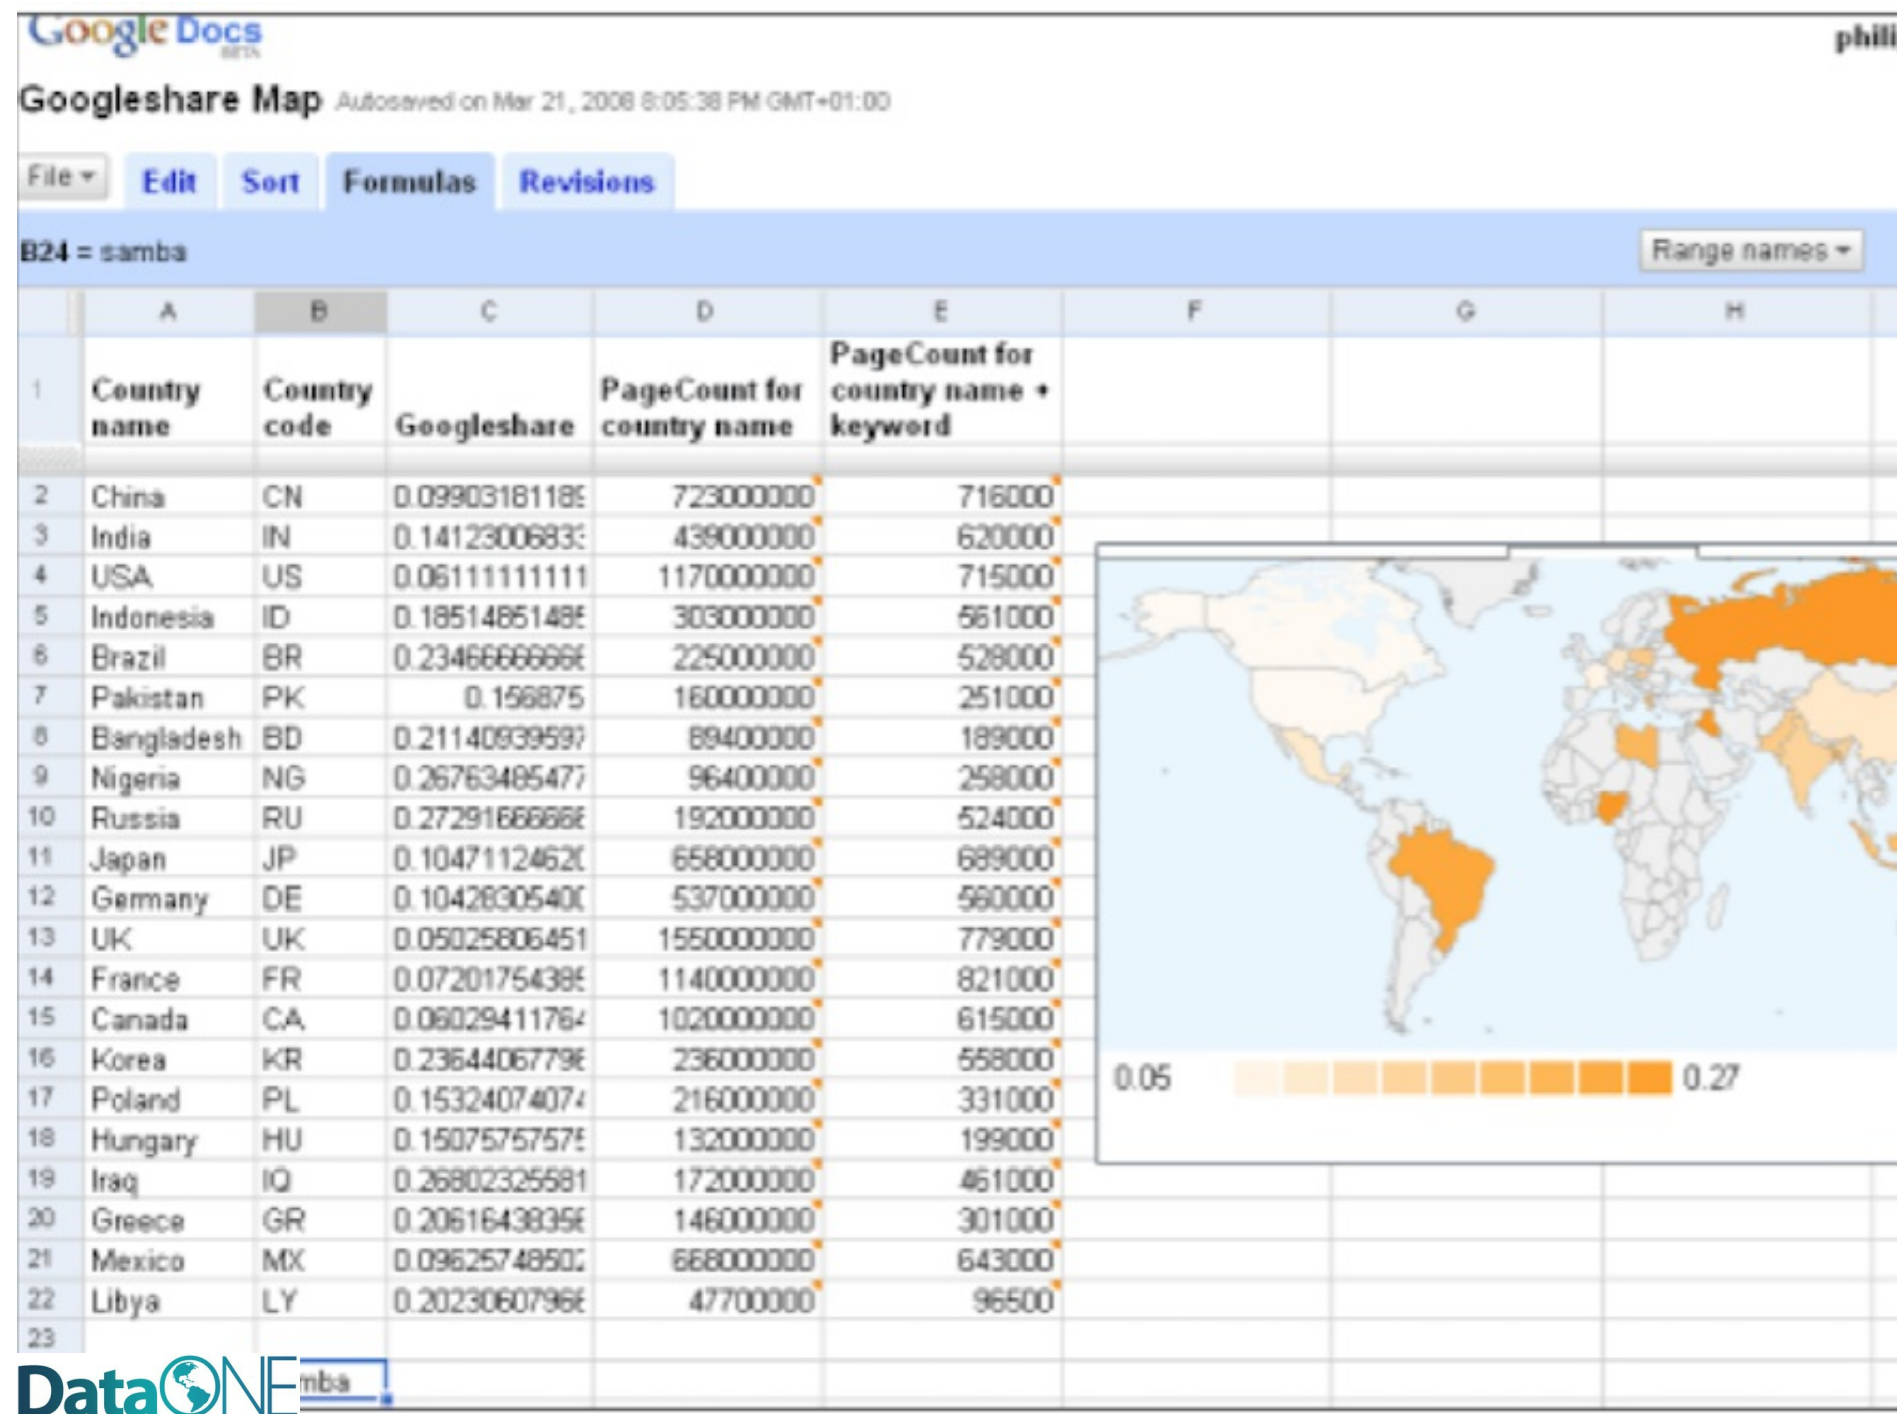 Google Docs
BETA
phili
Googleshare Map Autosaved on Mar 21, 2008 8:05:38 PM GMT+01:00
File Edit Sort Formulas Revisions
B24 = samba Range names
A B C D E F G H
1 Country name Country code Googleshare PageCount for country name PageCount for country name + keyword
2 China CN 0.0990318118 723000000 716000
3 India IN 0.1412300683 439000000 620000
4 USA US 0.06111111111 1170000000 715000
5 Indonesia ID 0.1851485148 303000000 561000
6 Brazil BR 0.2346666666 225000000 528000
7 Pakistan PK 0.156875 160000000 251000
8 Bangladesh BD 0.2114093959 89400000 189000
9 Nigeria NG 0.2676348547 96400000 258000
10 Russia RU 0.2729166666 192000000 524000
11 Japan JP 0.1047112462 658000000 689000
12 Germany DE 0.1042830540 537000000 560000
13 UK UK 0.05025806451 1550000000 779000
14 France FR 0.0720175438 1140000000 821000
15 Canada CA 0.0602941176 1020000000 615000
16 Korea KR 0.2364406779 236000000 558000
17 Poland PL 0.1532407407 216000000 331000
18 Hungary HU 0.1507575757 132000000 199000
19 Iraq IQ 0.26802325581 172000000 461000
20 Greece GR 0.2061643835 146000000 301000
21 Mexico MX 0.0962574850 668000000 643000
22 Libya LY 0.2023060796 47700000 96500
23
0.05 0.27
DataONE mba